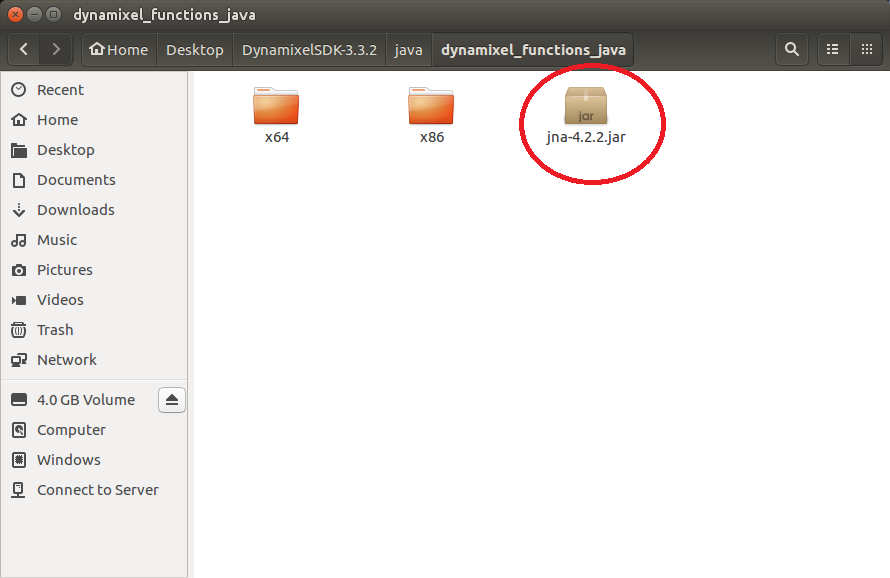 dynamixel_functions_java
Home Desktop DynamixelSDK-3.3.2 java dynamixel_functions_java
Recent
Home
Desktop
Documents
Downloads
Music
Pictures
Videos
Trash
Network
4.0 GB Volume
Computer
Windows
Connect to Server
x64
x86
jar
jna-4.2.2.jar